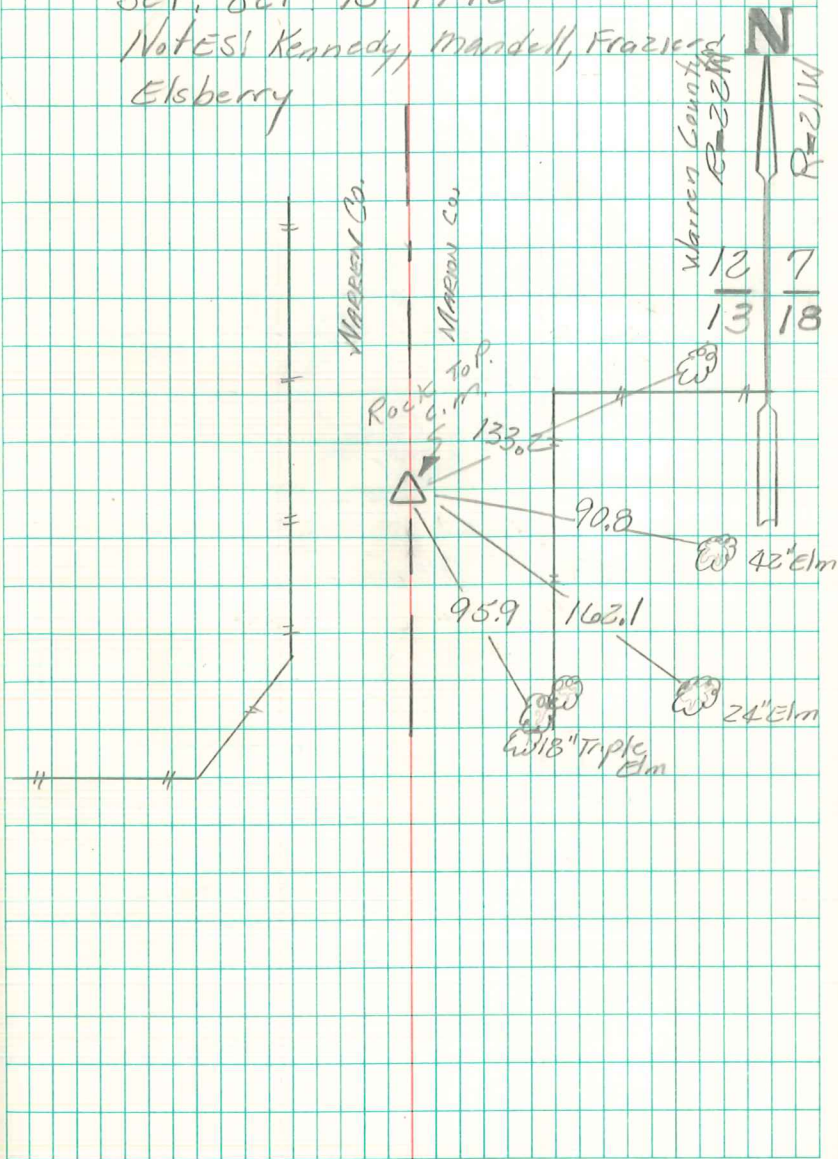 Notes: Kennedy, Mandell, Frazier &
Elsberry
N
Warren County
R=22W
R=21W
12 7
13 18
Warren Co.
Marion Co.
Rock Top.
C.M.
133.2
90.8
42" Elm
95.9
162.1
24" Elm
18" Triple
Elm